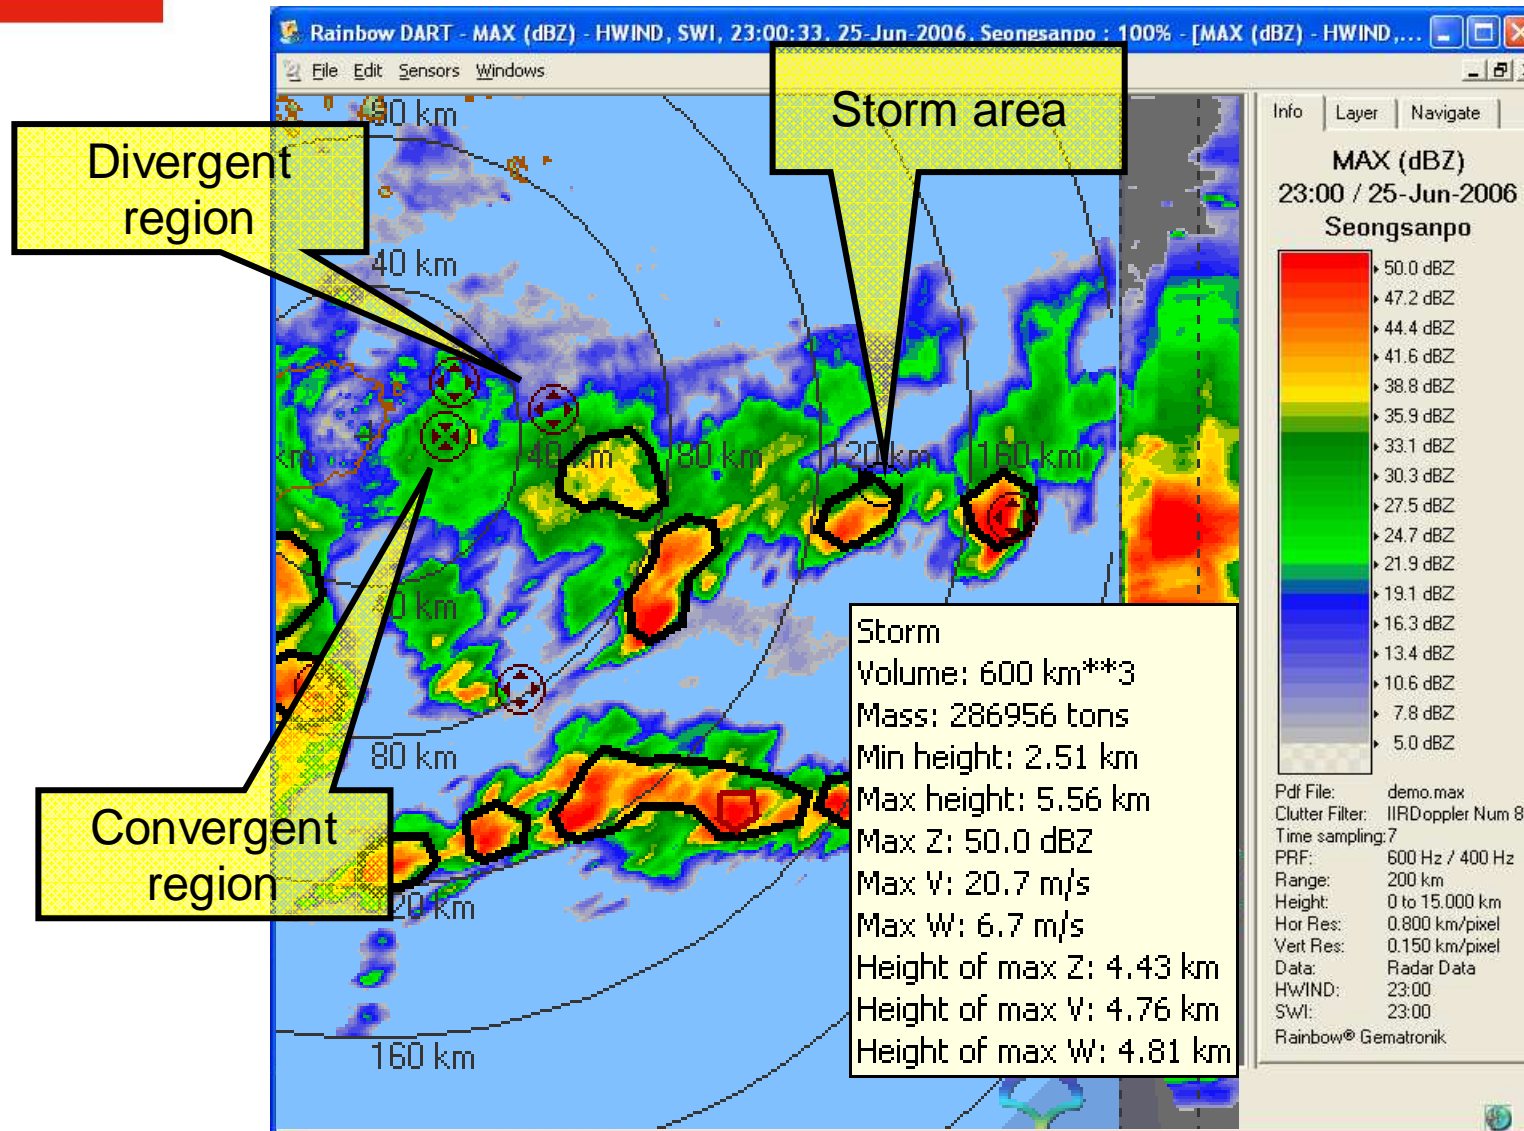 Rainbow DART - MAX (dBZ) - HWIND, SWI, 23:00:33, 25-Jun-2006, Seongsanpo : 100% - [MAX (dBZ) - HWIND,...
File Edit Sensors Windows
Storm area
Divergent
region
Convergent
region
40 km
40 km
80 km
120 km
160 km
80 km
160 km
Storm
Volume: 600 km**3
Mass: 286956 tons
Min height: 2.51 km
Max height: 5.56 km
Max Z: 50.0 dBZ
Max V: 20.7 m/s
Max W: 6.7 m/s
Height of max Z: 4.43 km
Height of max V: 4.76 km
Height of max W: 4.81 km
Info Layer Navigate
MAX (dBZ)
23:00 / 25-Jun-2006
Seongsanpo
50.0 dBZ
47.2 dBZ
44.4 dBZ
41.6 dBZ
38.8 dBZ
35.9 dBZ
33.1 dBZ
30.3 dBZ
27.5 dBZ
24.7 dBZ
21.9 dBZ
19.1 dBZ
16.3 dBZ
13.4 dBZ
10.6 dBZ
7.8 dBZ
5.0 dBZ
Pdf File: demo.max
Clutter Filter: IIRDoppler Num 8
Time sampling: 7
PRF: 600 Hz / 400 Hz
Range: 200 km
Height: 0 to 15.000 km
Hor Res: 0.800 km/pixel
Vert Res: 0.150 km/pixel
Data: Radar Data
HWIND: 23:00
SWI: 23:00
Rainbow® Gematronik